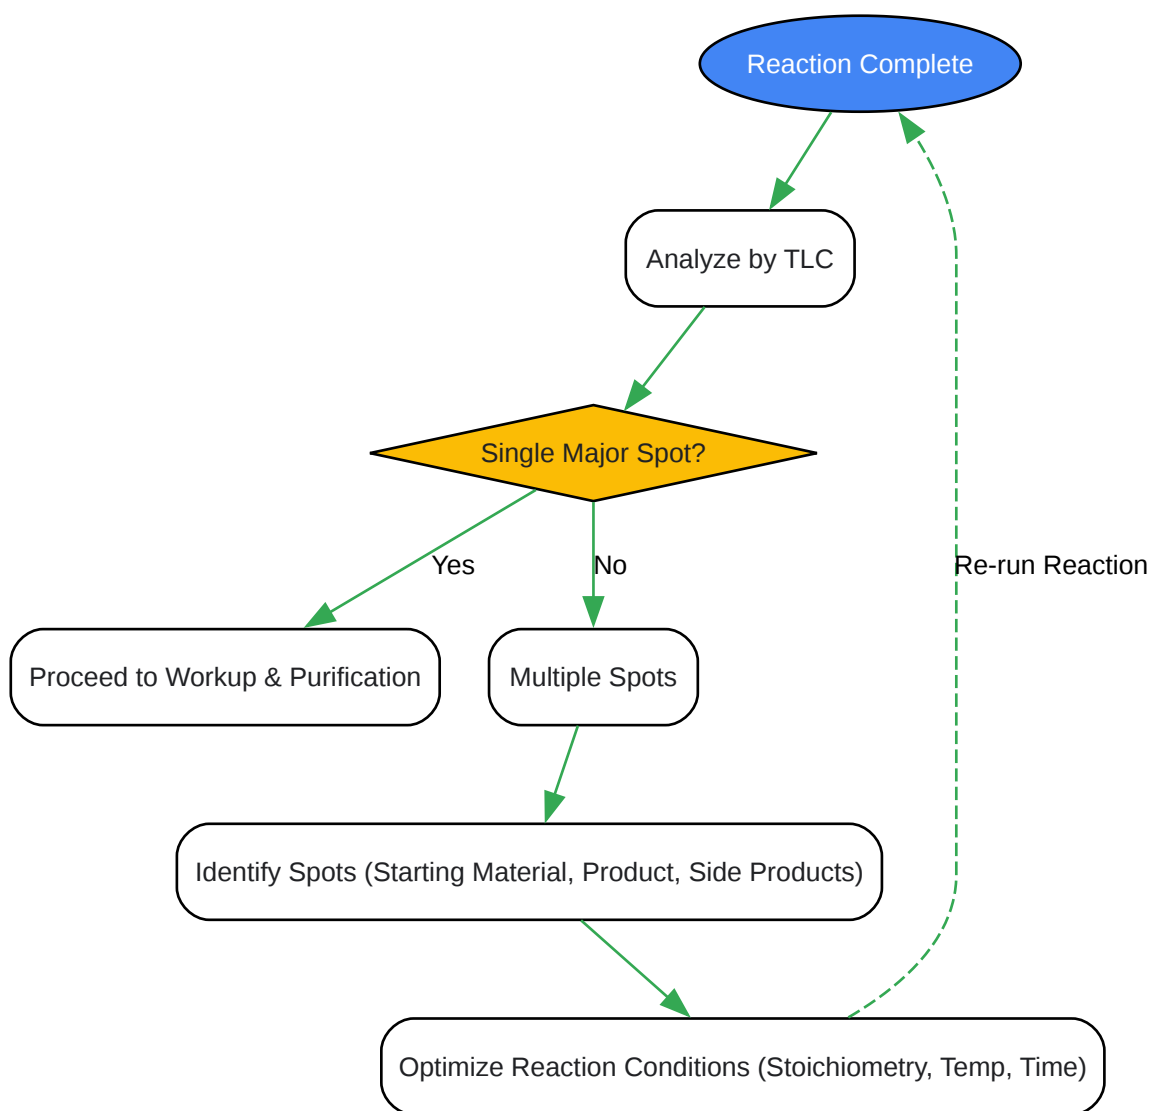 Reaction Complete
Analyze by TLC
Single Major Spot?
Yes
No
Re-run Reaction
Proceed to Workup & Purification
Multiple Spots
Identify Spots (Starting Material, Product, Side Products)
Optimize Reaction Conditions (Stoichiometry, Temp, Time)